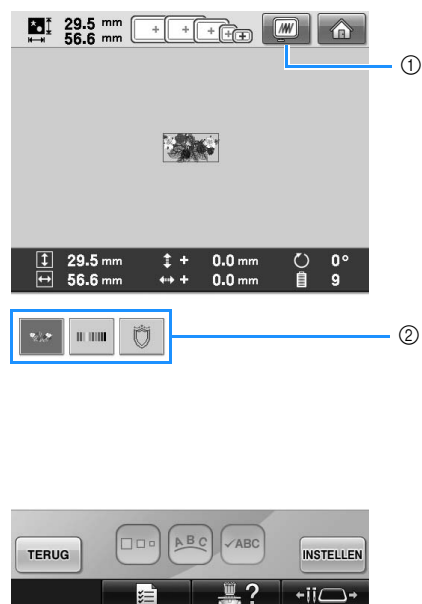 29.5 mm
56.6 mm
①
29.5 mm + 0.0 mm 0°
56.6 mm + 0.0 mm 9
②
ABC ✓ABC
TERUG INSTELLEN
?